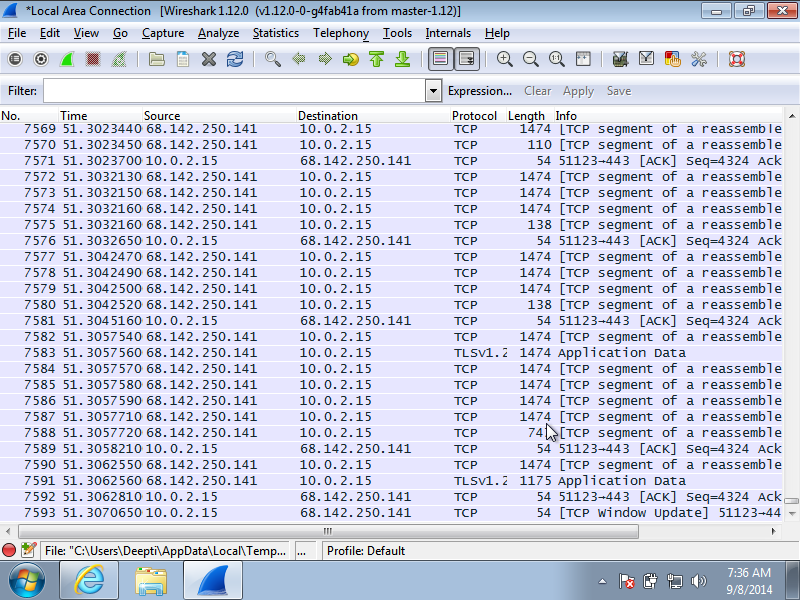 *Local Area Connection [Wireshark 1.12.0 (v1.12.0-0-g4fab41a from master-1.12)]
File Edit View Go Capture Analyze Statistics Telephony Tools Internals Help
Filter: Expression... Clear Apply Save
No. Time Source Destination Protocol Length Info
7569 51.3023440 68.142.250.141 10.0.2.15 TCP 1474 [TCP segment of a reassemble
7570 51.3023450 68.142.250.141 10.0.2.15 TCP 110 [TCP segment of a reassemble
7571 51.3023700 10.0.2.15 68.142.250.141 TCP 54 51123→443 [ACK] Seq=4324 Ack
7572 51.3032130 68.142.250.141 10.0.2.15 TCP 1474 [TCP segment of a reassemble
7573 51.3032150 68.142.250.141 10.0.2.15 TCP 1474 [TCP segment of a reassemble
7574 51.3032160 68.142.250.141 10.0.2.15 TCP 1474 [TCP segment of a reassemble
7575 51.3032160 68.142.250.141 10.0.2.15 TCP 138 [TCP segment of a reassemble
7576 51.3032650 10.0.2.15 68.142.250.141 TCP 54 51123→443 [ACK] Seq=4324 Ack
7577 51.3042470 68.142.250.141 10.0.2.15 TCP 1474 [TCP segment of a reassemble
7578 51.3042490 68.142.250.141 10.0.2.15 TCP 1474 [TCP segment of a reassemble
7579 51.3042500 68.142.250.141 10.0.2.15 TCP 1474 [TCP segment of a reassemble
7580 51.3042520 68.142.250.141 10.0.2.15 TCP 138 [TCP segment of a reassemble
7581 51.3045160 10.0.2.15 68.142.250.141 TCP 54 51123→443 [ACK] Seq=4324 Ack
7582 51.3057540 68.142.250.141 10.0.2.15 TCP 1474 [TCP segment of a reassemble
7583 51.3057560 68.142.250.141 10.0.2.15 TLSv1.2 1474 Application Data
7584 51.3057570 68.142.250.141 10.0.2.15 TCP 1474 [TCP segment of a reassemble
7585 51.3057580 68.142.250.141 10.0.2.15 TCP 1474 [TCP segment of a reassemble
7586 51.3057590 68.142.250.141 10.0.2.15 TCP 1474 [TCP segment of a reassemble
7587 51.3057710 68.142.250.141 10.0.2.15 TCP 1474 [TCP segment of a reassemble
7588 51.3057720 68.142.250.141 10.0.2.15 TCP [TCP segment of a reassemble
7589 51.3058210 10.0.2.15 68.142.250.141 TCP 54 51123→443 [ACK] Seq=4324 Ack
7590 51.3062550 68.142.250.141 10.0.2.15 TCP 1474 [TCP segment of a reassemble
7591 51.3062560 68.142.250.141 10.0.2.15 TLSv1.2 1175 Application Data
7592 51.3062810 10.0.2.15 68.142.250.141 TCP 54 51123→443 [ACK] Seq=4324 Ack
7593 51.3070650 10.0.2.15 68.142.250.141 TCP 54 [TCP Window Update] 51123→44
File: "C:\Users\Deepti\AppData\Local\Temp... ... Profile: Default
7:36 AM
9/8/2014